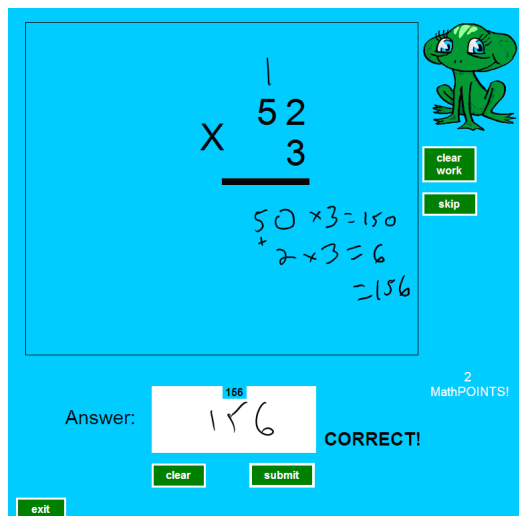 1
52
X 3
clear work
skip
50 x3=150
+ 2 x 3 = 6
=156
2
MathPOINTS!
156
Answer: 156
CORRECT!
clear submit
exit